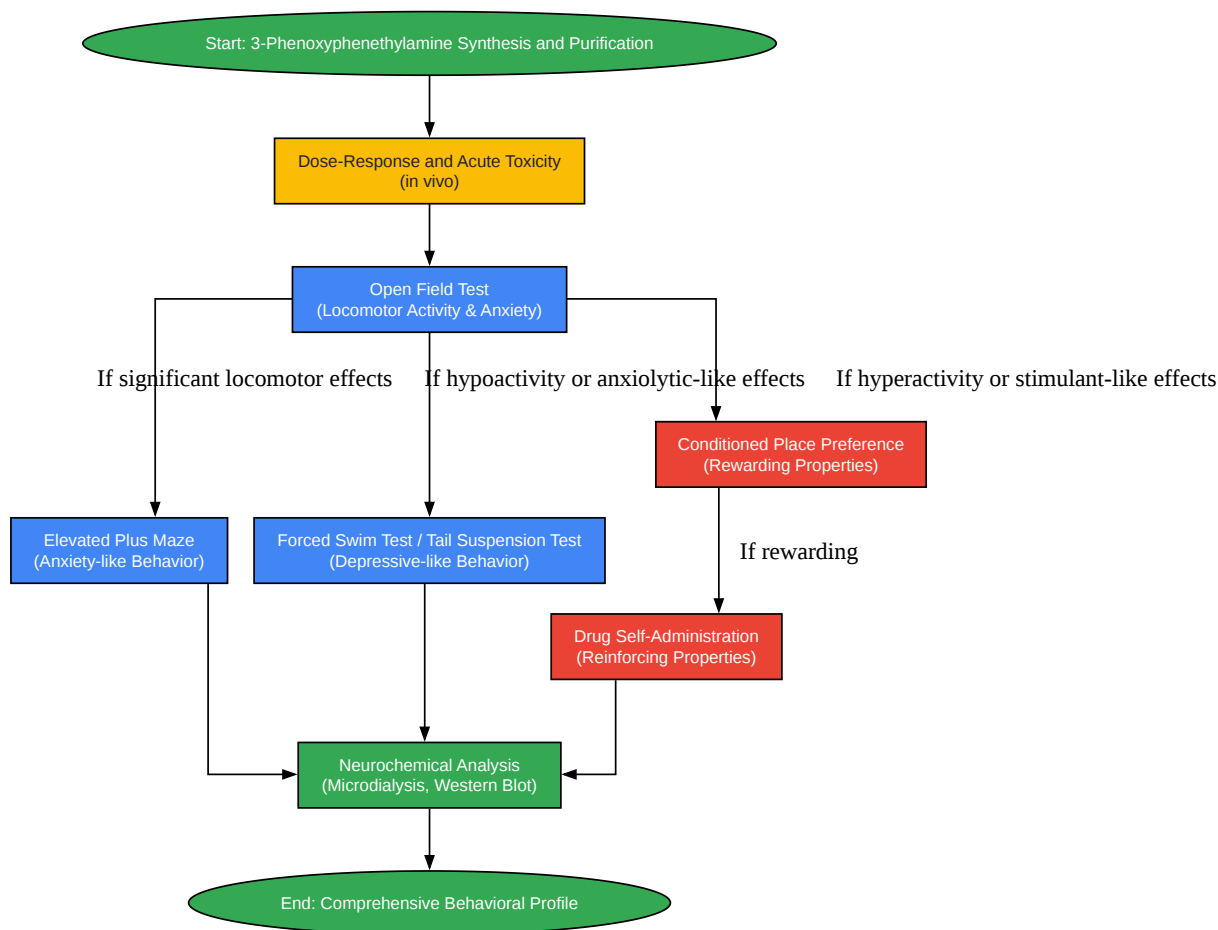 Start: 3-Phenoxyphenethylamine Synthesis and Purification
Dose-Response and Acute Toxicity
(in vivo)
Open Field Test
(Locomotor Activity & Anxiety)
If significant locomotor effects
If hypoactivity or anxiolytic-like effects
If hyperactivity or stimulant-like effects
Conditioned Place Preference
(Rewarding Properties)
Elevated Plus Maze
(Anxiety-like Behavior)
Forced Swim Test / Tail Suspension Test
(Depressive-like Behavior)
If rewarding
Drug Self-Administration
(Reinforcing Properties)
Neurochemical Analysis
(Microdialysis, Western Blot)
End: Comprehensive Behavioral Profile